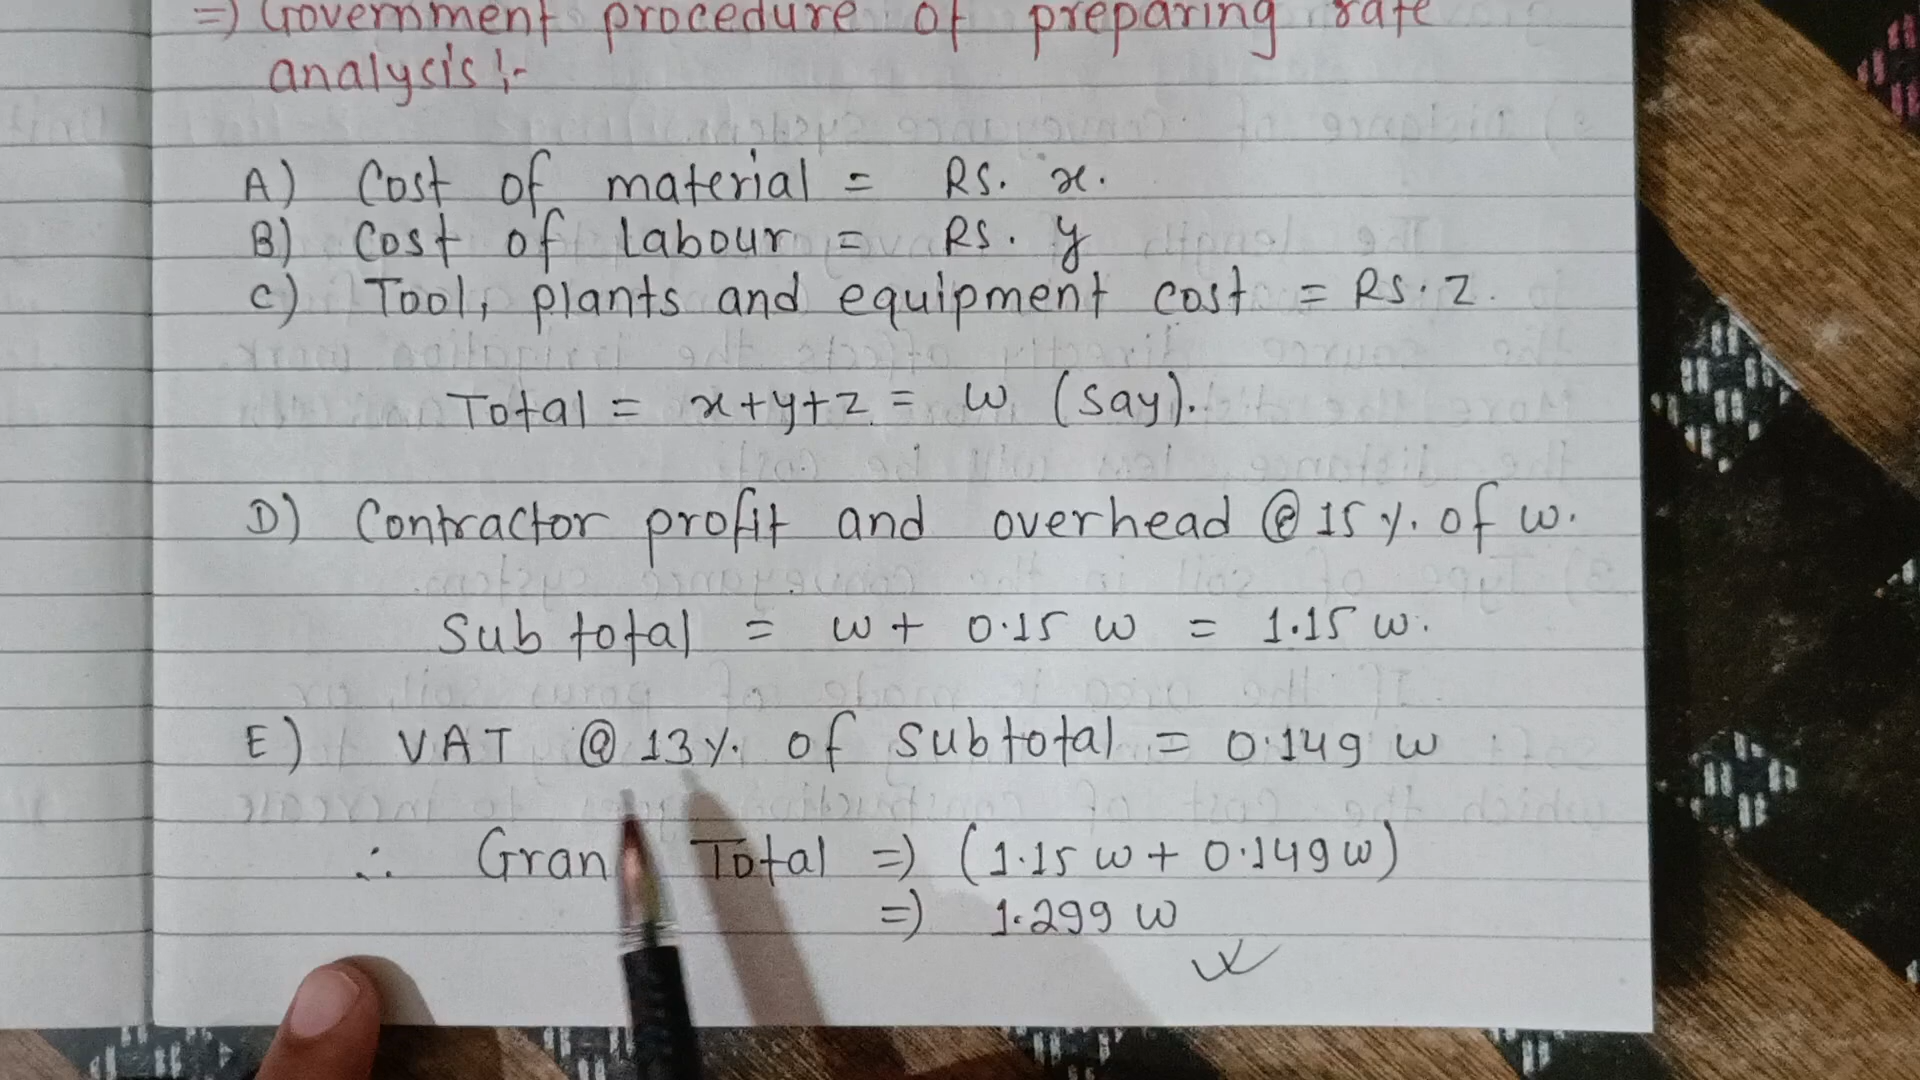 =) Government procedure of preparing rate
analysis:-
A) Cost of material = RS. x.
B) Cost of labour = RS. y
C) Tool, plants and equipment cost = RS. z.
Total = x+y+z = w (say).
D) Contractor profit and overhead @ 15%. of w.
Sub total = w + 0.15 w = 1.15 w.
E) VAT @ 13%. of subtotal = 0.149 w
∴ Gran Total => (1.15 w + 0.149 w)
=) 1.299 w